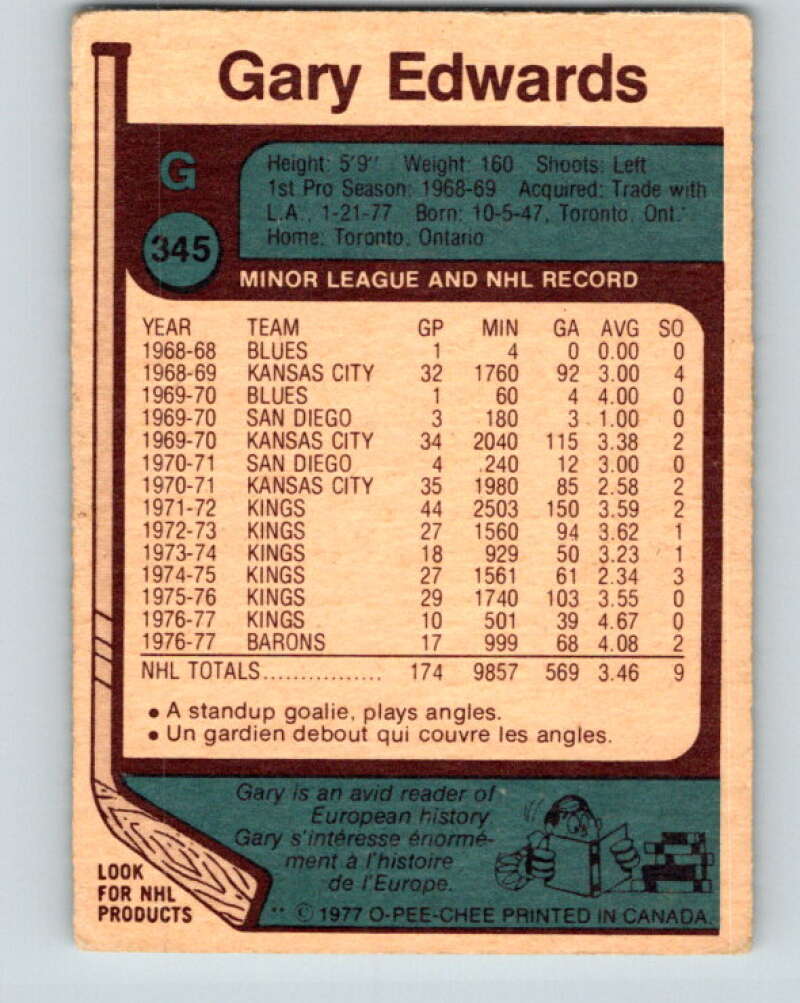 Gary Edwards
G
345
Height: 5'9" Weight: 160 Shoots: Left
1st Pro Season: 1968-69 Acquired: Trade with
L.A., 1-21-77 Born: 10-5-47, Toronto, Ont.
Home: Toronto, Ontario
MINOR LEAGUE AND NHL RECORD
YEAR TEAM GP MIN GA AVG SO
1968-68 BLUES 1 4 0 0.00 0
1968-69 KANSAS CITY 32 1760 92 3.00 4
1969-70 BLUES 1 60 4 4.00 0
1969-70 SAN DIEGO 3 180 3 1.00 0
1969-70 KANSAS CITY 34 2040 115 3.38 2
1970-71 SAN DIEGO 4 240 12 3.00 0
1970-71 KANSAS CITY 35 1980 85 2.58 2
1971-72 KINGS 44 2503 150 3.59 2
1972-73 KINGS 27 1560 94 3.62 1
1973-74 KINGS 18 929 50 3.23 1
1974-75 KINGS 27 1561 61 2.34 3
1975-76 KINGS 29 1740 103 3.55 0
1976-77 KINGS 10 501 39 4.67 0
1976-77 BARONS 17 999 68 4.08 2
NHL TOTALS................ 174 9857 569 3.46 9
• A standup goalie, plays angles.
• Un gardien debout qui couvre les angles.
Gary is an avid reader of
European history.
Gary s'intéresse énormé-
ment à l'histoire
de l'Europe.
LOOK
FOR NHL
PRODUCTS
** © 1977 O-PEE-CHEE PRINTED IN CANADA.